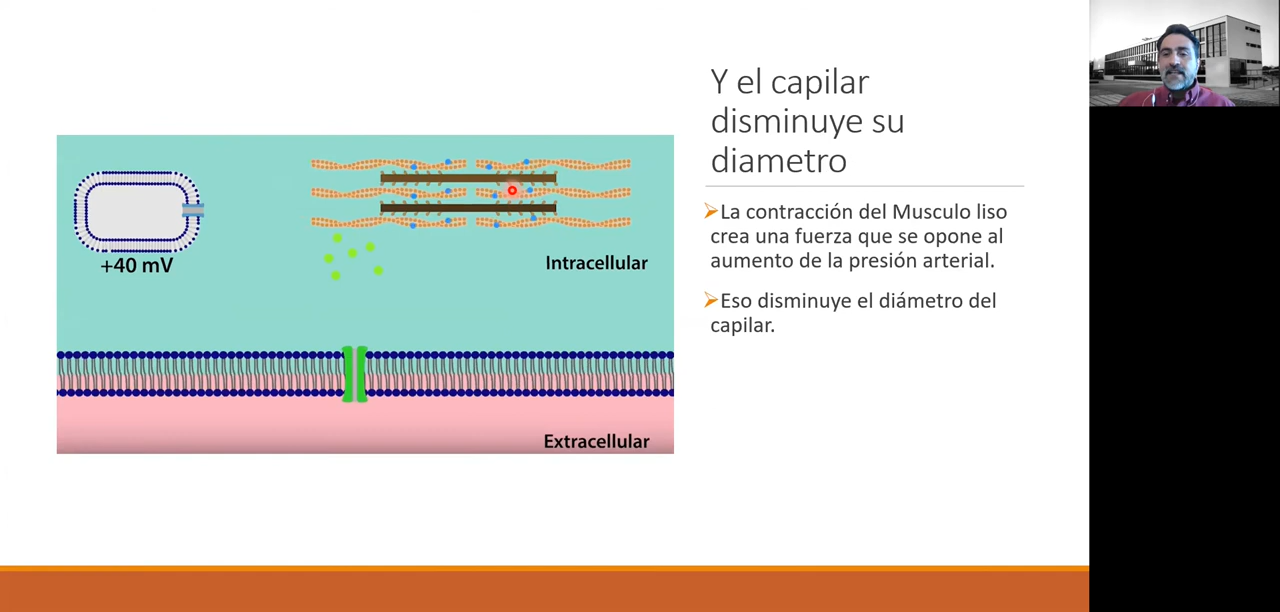 Y el capilar
disminuye su
diametro
La contracción del Musculo liso
crea una fuerza que se opone al
aumento de la presión arterial.
Eso disminuye el diámetro del
capilar.
+40 mV
Intracellular
Extracellular